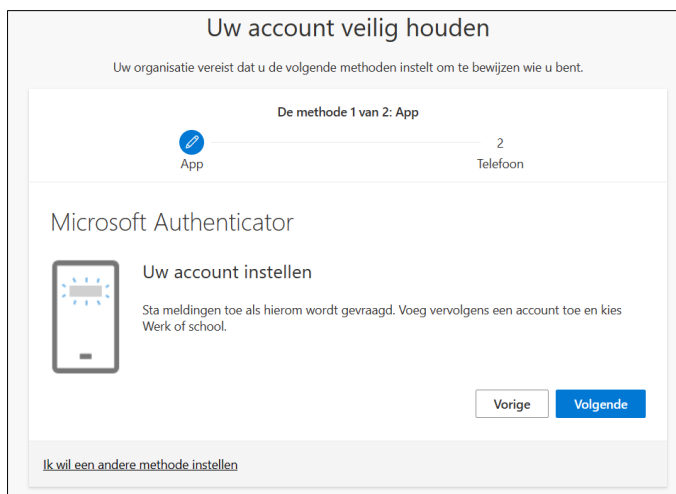 Uw account veilig houden
Uw organisatie vereist dat u de volgende methoden instelt om te bewijzen wie u bent.
De methode 1 van 2: App
App
2
Telefoon
Microsoft Authenticator
Uw account instellen
Sta meldingen toe als hierom wordt gevraagd. Voeg vervolgens een account toe en kies
Werk of school.
Vorige
Volgende
Ik wil een andere methode instellen